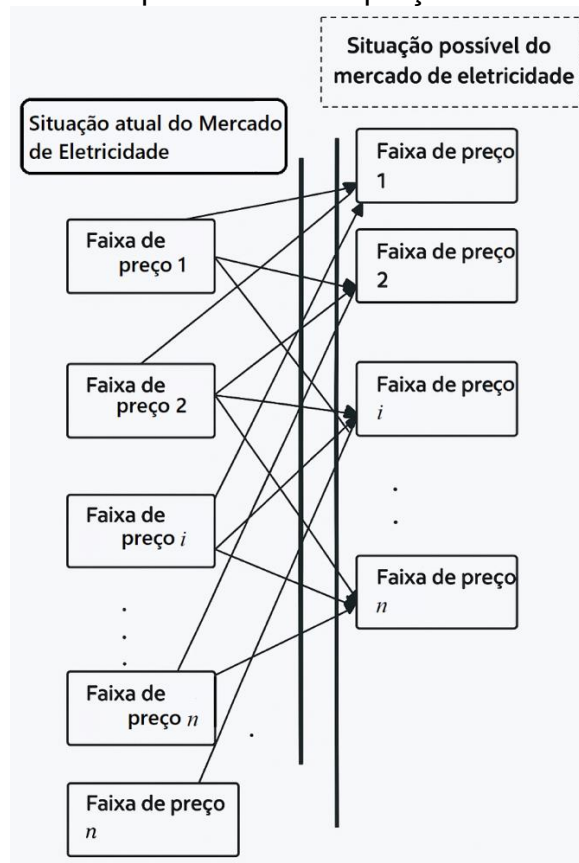 Situação possível do
mercado de eletricidade
Situação atual do Mercado
de Eletricidade
Faixa de
preço 1
Faixa de
preço 2
Faixa de
preço i
Faixa de
preço n
Faixa de preço
n
Faixa de preço
1
Faixa de preço
2
Faixa de preço
i
Faixa de preço
n